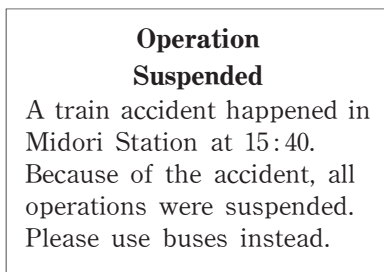 Operation
Suspended
A train accident happened in
Midori Station at 15:40.
Because of the accident, all
operations were suspended.
Please use buses instead.